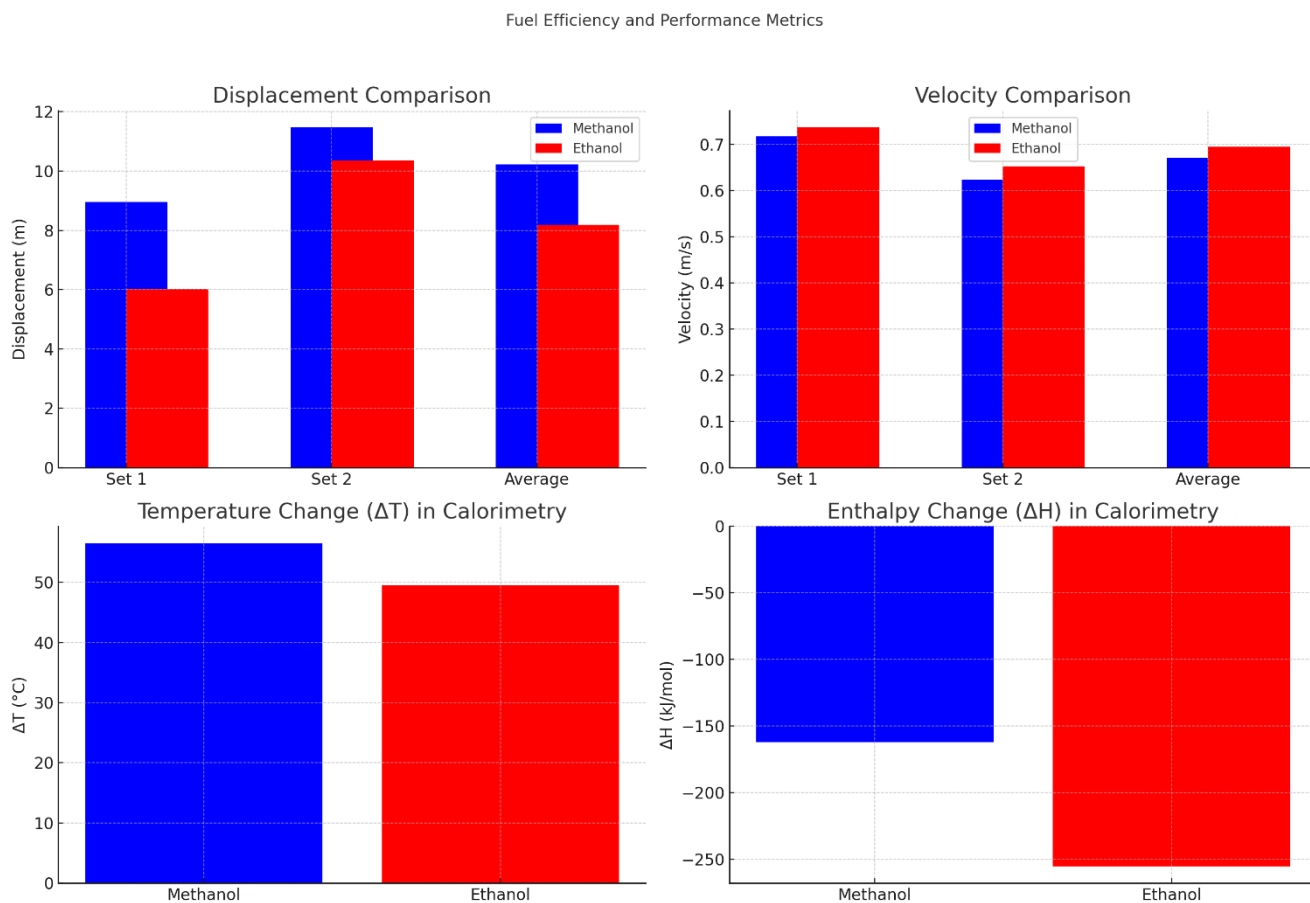 Fuel Efficiency and Performance Metrics
Displacement Comparison
Displacement (m)
12
10
8
6
4
2
0
Methanol
Ethanol
Set 1
Set 2
Average
Velocity Comparison
Velocity (m/s)
0.7
0.6
0.5
0.4
0.3
0.2
0.1
0.0
Methanol
Ethanol
Set 1
Set 2
Average
Temperature Change (ΔT) in Calorimetry
ΔT (°C)
50
40
30
20
10
0
Methanol
Ethanol
Enthalpy Change (ΔH) in Calorimetry
ΔH (kJ/mol)
0
−50
−100
−150
−200
−250
Methanol
Ethanol